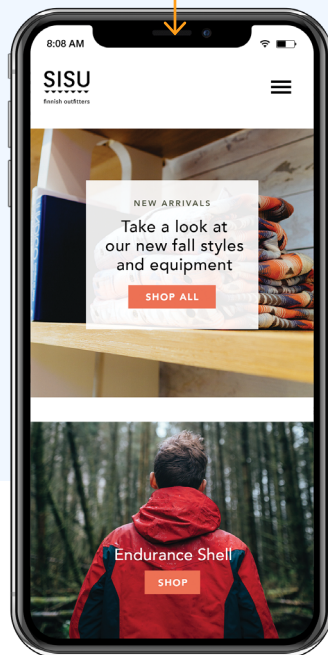 8:08 AM
SISU
finnish outfitters
NEW ARRIVALS
Take a look at
our new fall styles
and equipment
SHOP ALL
Endurance Shell
SHOP